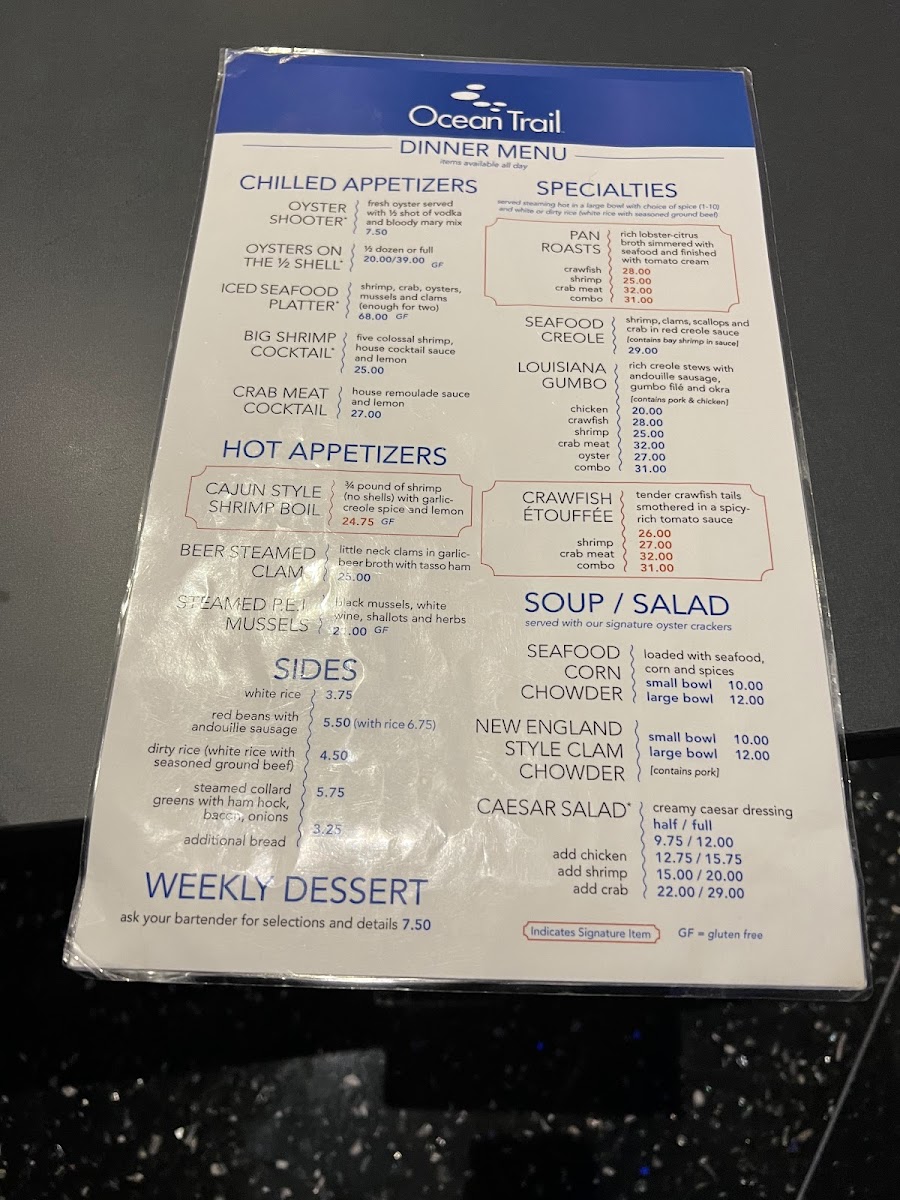 Ocean Trail
DINNER MENU
items available all day
CHILLED APPETIZERS
OYSTER SHOOTER*
fresh oyster served
with ½ shot of vodka
and bloody mary mix
7.50
OYSTERS ON
THE ½ SHELL*
½ dozen or full
20.00/39.00 GF
ICED SEAFOOD
PLATTER*
shrimp, crab, oysters,
mussels and clams
(enough for two)
68.00 GF
BIG SHRIMP
COCKTAIL*
five colossal shrimp,
house cocktail sauce
and lemon
25.00
CRAB MEAT
COCKTAIL
house remoulade sauce
and lemon
27.00
HOT APPETIZERS
CAJUN STYLE
SHRIMP BOIL
¾ pound of shrimp
(no shells) with garlic-
creole spice and lemon
24.75 GF
BEER STEAMED
CLAM
little neck clams in garlic-
beer broth with tasso ham
25.00
STEAMED P.E.I
MUSSELS
black mussels, white
wine, shallots and herbs
GF
SIDES
white rice 3.75
red beans with
andouille sausage
5.50 (with rice 6.75)
dirty rice (white rice with
seasoned ground beef)
4.50
steamed collard
greens with ham hock,
bacon, onions
5.75
additional bread
3.25
WEEKLY DESSERT
ask your bartender for selections and details 7.50
SPECIALTIES
served steaming hot in a large bowl with choice of spice (1-10)
and white or dirty rice (white rice with seasoned ground beef)
PAN
ROASTS
rich lobster-citrus
broth simmered with
seafood and finished
with tomato cream
crawfish 28.00
shrimp 25.00
crab meat 32.00
combo 31.00
SEAFOOD
CREOLE
shrimp, clams, scallops and
crab in red creole sauce
[contains bay shrimp in sauce]
29.00
LOUISIANA
GUMBO
rich creole stews with
andouille sausage,
gumbo filé and okra
[contains pork & chicken]
chicken 20.00
crawfish 28.00
shrimp 25.00
crab meat 32.00
oyster 27.00
combo 31.00
CRAWFISH
ÉTOUFFÉE
tender crawfish tails
smothered in a spicy-
rich tomato sauce
26.00
shrimp 27.00
crab meat 32.00
combo 31.00
SOUP / SALAD
served with our signature oyster crackers
SEAFOOD
CORN
CHOWDER
loaded with seafood,
corn and spices
small bowl 10.00
large bowl 12.00
NEW ENGLAND
STYLE CLAM
CHOWDER
small bowl 10.00
large bowl 12.00
[contains pork]
CAESAR SALAD*
creamy caesar dressing
half / full
9.75 / 12.00
add chicken 12.75 / 15.75
add shrimp 15.00 / 20.00
add crab 22.00 / 29.00
Indicates Signature Item
GF = gluten free